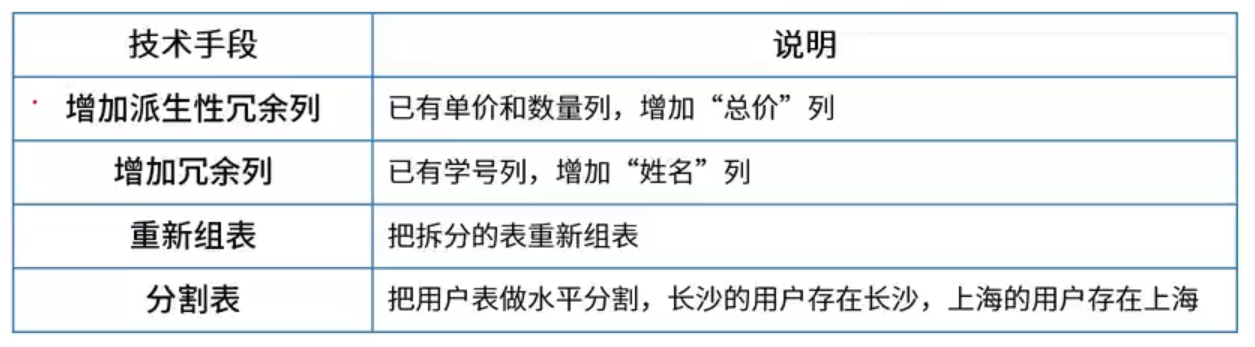 技术手段 说明
增加派生性冗余列 已有单价和数量列，增加“总价”列
增加冗余列 已有学号列，增加“姓名”列
重新组表 把拆分的表重新组表
分割表 把用户表做水平分割，长沙的用户存在长沙，上海的用户存在上海